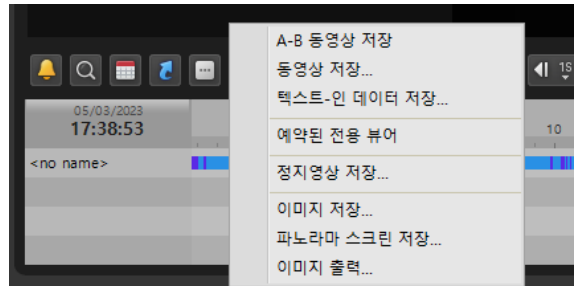 A-B 동영상 저장
동영상 저장...
텍스트-인 데이터 저장...
예약된 전용 뷰어
정지영상 저장...
이미지 저장...
파노라마 스크린 저장...
이미지 출력...
1S
05/03/2023
17:38:53
10
<no name>